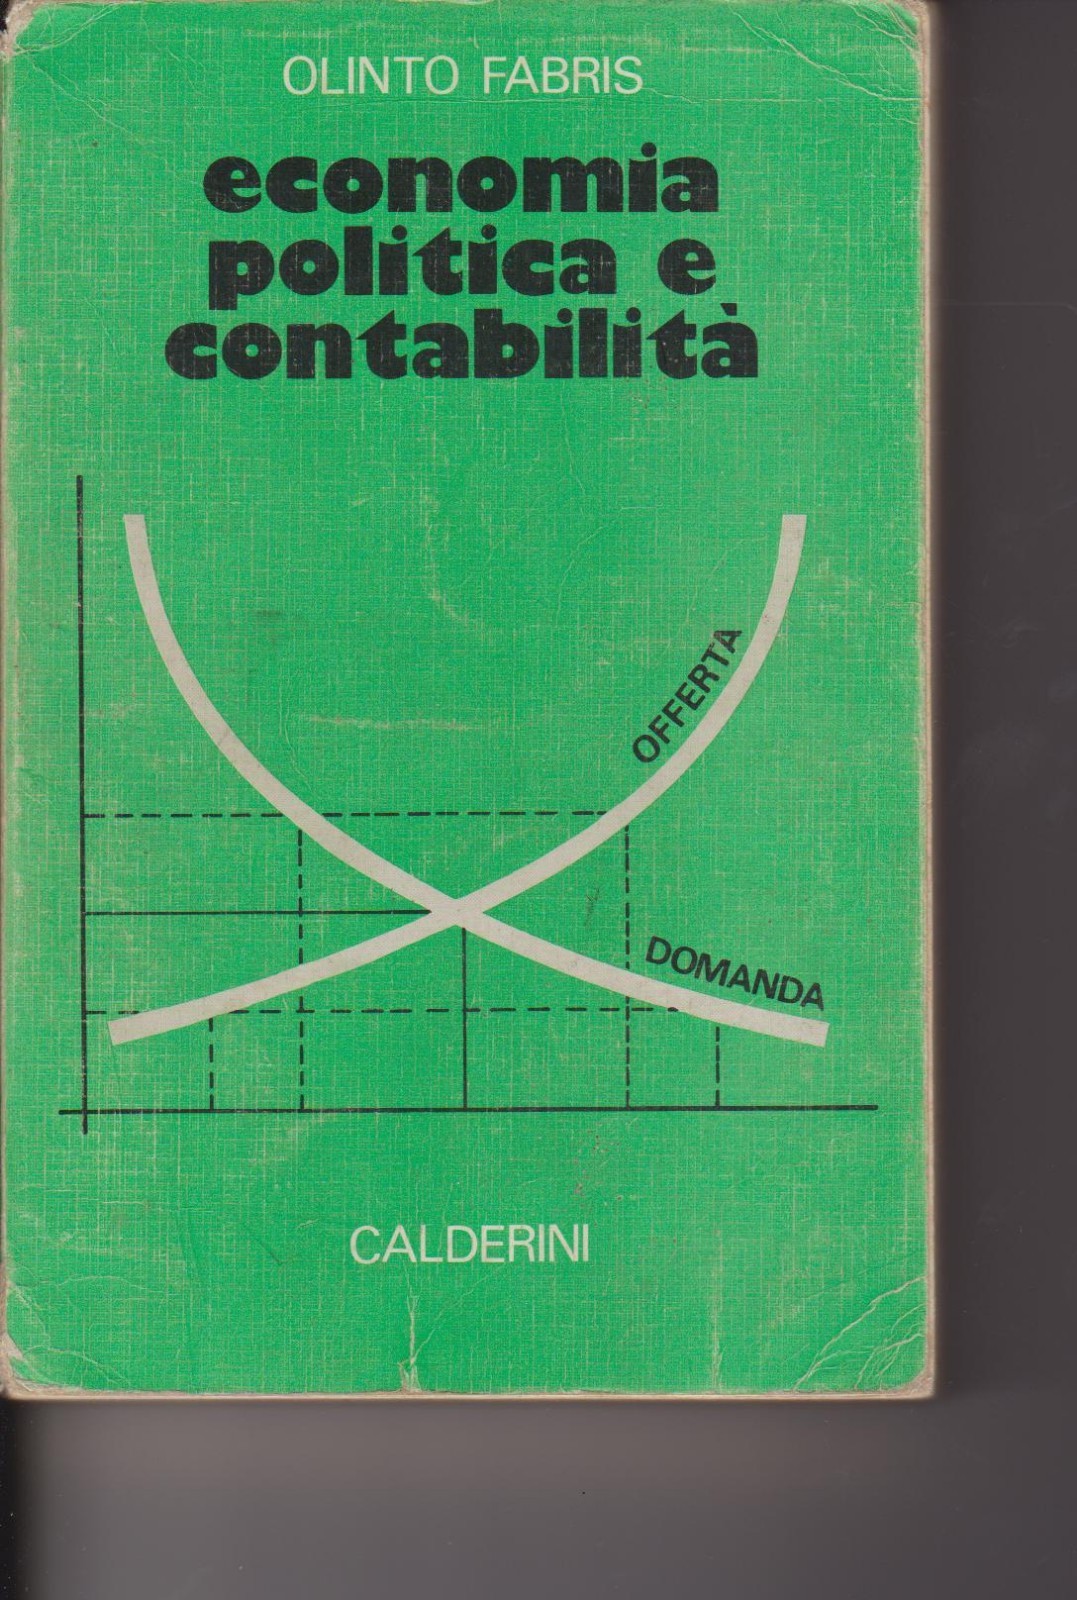 OLINTO FABRIS
economia
politica e
contabilità
OFFERTA
DOMANDA
CALDERINI